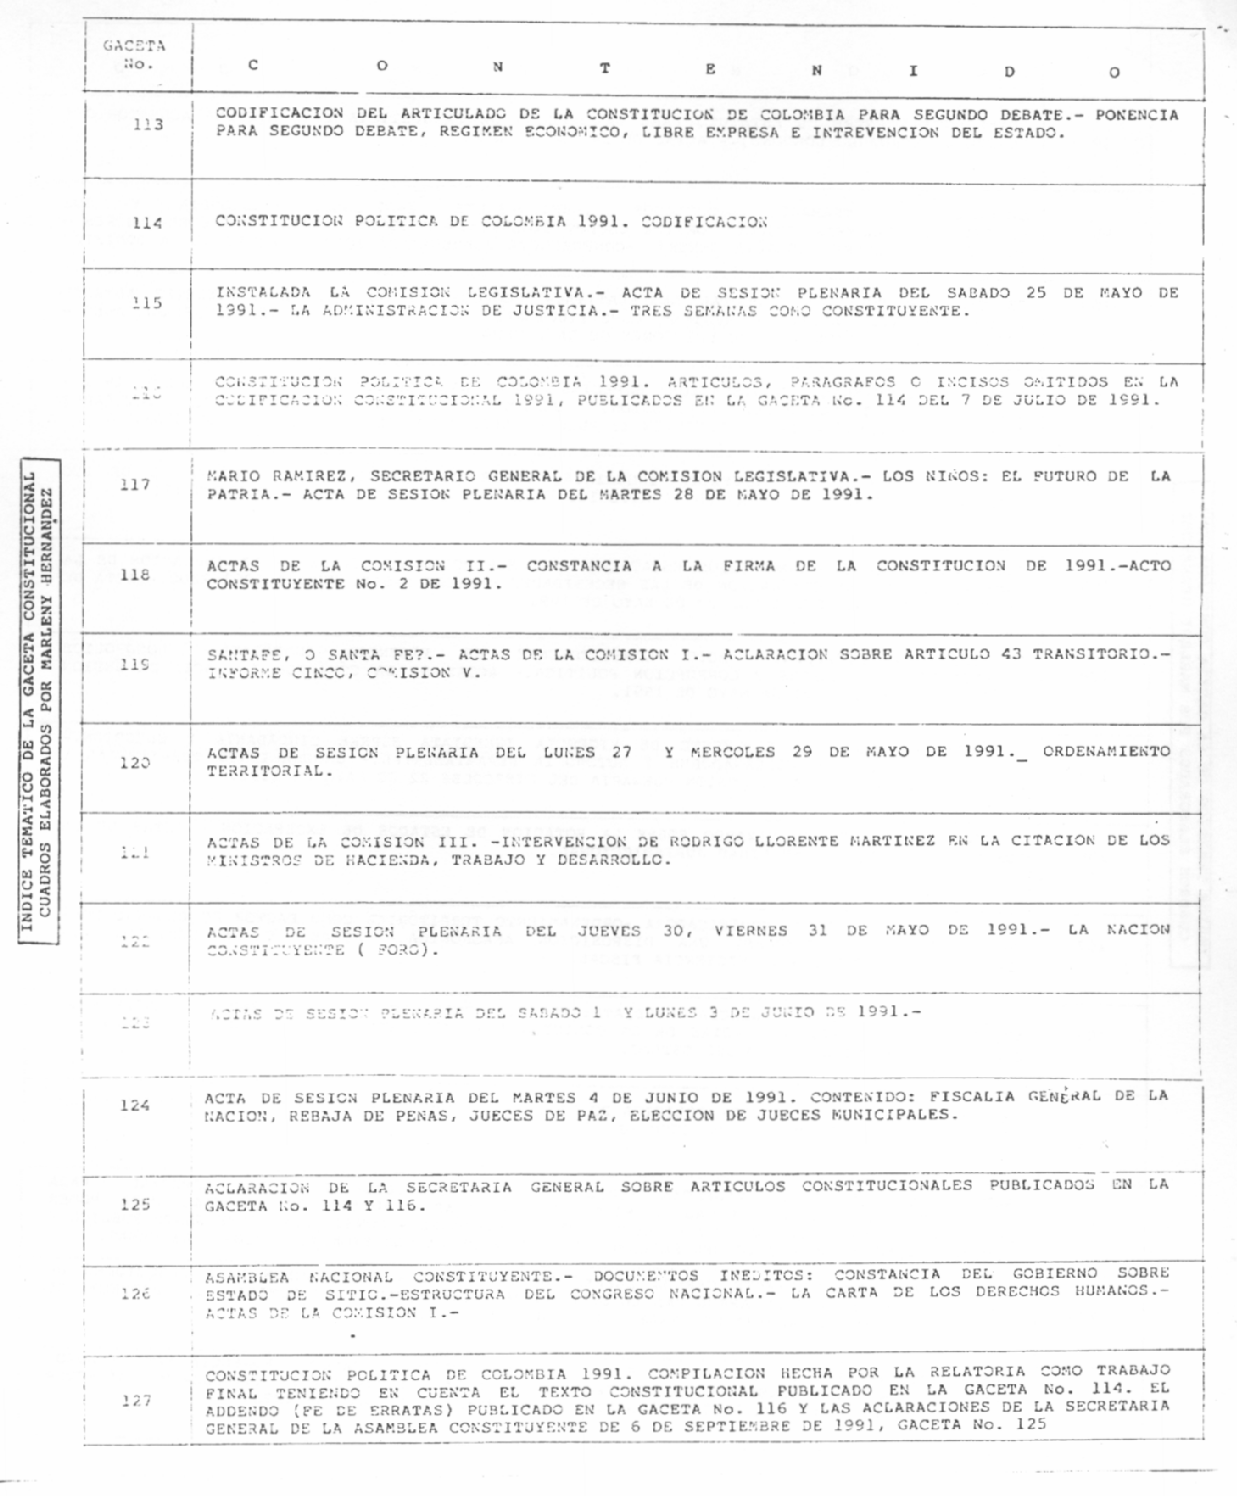 GACETA
No.
C O N T E N I D O
113
CODIFICACION DEL ARTICULADO DE LA CONSTITUCION DE COLOMBIA PARA SEGUNDO DEBATE.- PONENCIA
PARA SEGUNDO DEBATE, REGIMEN ECONOMICO, LIBRE EMPRESA E INTREVENCION DEL ESTADO.
114
CONSTITUCION POLITICA DE COLOMBIA 1991. CODIFICACION
115
INSTALADA LA COMISION LEGISLATIVA.- ACTA DE SESION PLENARIA DEL SABADO 25 DE MAYO DE
1991.- LA ADMINISTRACION DE JUSTICIA.- TRES SEMANAS COMO CONSTITUYENTE.
116
CONSTITUCION POLITICA DE COLOMBIA 1991. ARTICULOS, PARAGRAFOS O INCISOS OMITIDOS EN LA
CODIFICACION CONSTITUCIONAL 1991, PUBLICADOS EN LA GACETA No. 114 DEL 7 DE JULIO DE 1991.
117
MARIO RAMIREZ, SECRETARIO GENERAL DE LA COMISION LEGISLATIVA.- LOS NIÑOS: EL FUTURO DE LA
PATRIA.- ACTA DE SESION PLENARIA DEL MARTES 28 DE MAYO DE 1991.
118
ACTAS DE LA COMISION II.- CONSTANCIA A LA FIRMA DE LA CONSTITUCION DE 1991.-ACTO
CONSTITUYENTE No. 2 DE 1991.
119
SANTAFE, O SANTA FE?.- ACTAS DE LA COMISION I.- ACLARACION SOBRE ARTICULO 43 TRANSITORIO.-
INFORME CINCO, COMISION V.
120
ACTAS DE SESION PLENARIA DEL LUNES 27 Y MERCOLES 29 DE MAYO DE 1991._ ORDENAMIENTO
TERRITORIAL.
121
ACTAS DE LA COMISION III. -INTERVENCION DE RODRIGO LLORENTE MARTINEZ EN LA CITACION DE LOS
MINISTROS DE HACIENDA, TRABAJO Y DESARROLLO.
122
ACTAS DE SESION PLENARIA DEL JUEVES 30, VIERNES 31 DE MAYO DE 1991.- LA NACION
CONSTITUYENTE ( FORO).
123
ACTAS DE SESION PLENARIA DEL SABADO 1 Y LUNES 3 DE JUNIO DE 1991.-
124
ACTA DE SESION PLENARIA DEL MARTES 4 DE JUNIO DE 1991. CONTENIDO: FISCALIA GENERAL DE LA
NACION, REBAJA DE PENAS, JUECES DE PAZ, ELECCION DE JUECES MUNICIPALES.
125
ACLARACION DE LA SECRETARIA GENERAL SOBRE ARTICULOS CONSTITUCIONALES PUBLICADOS EN LA
GACETA No. 114 Y 116.
126
ASAMBLEA NACIONAL CONSTITUYENTE.- DOCUMENTOS INEDITOS: CONSTANCIA DEL GOBIERNO SOBRE
ESTADO DE SITIO.-ESTRUCTURA DEL CONGRESO NACIONAL.- LA CARTA DE LOS DERECHOS HUMANOS.-
ACTAS DE LA COMISION I.-
127
CONSTITUCION POLITICA DE COLOMBIA 1991. COMPILACION HECHA POR LA RELATORIA COMO TRABAJO
FINAL TENIENDO EN CUENTA EL TEXTO CONSTITUCIONAL PUBLICADO EN LA GACETA No. 114. EL
ADDENDO (FE DE ERRATAS) PUBLICADO EN LA GACETA No. 116 Y LAS ACLARACIONES DE LA SECRETARIA
GENERAL DE LA ASAMBLEA CONSTITUYENTE DE 6 DE SEPTIEMBRE DE 1991, GACETA No. 125
INDICE TEMATICO DE LA GACETA CONSTITUCIONAL
CUADROS ELABORADOS POR MARLENY HERNANDEZ